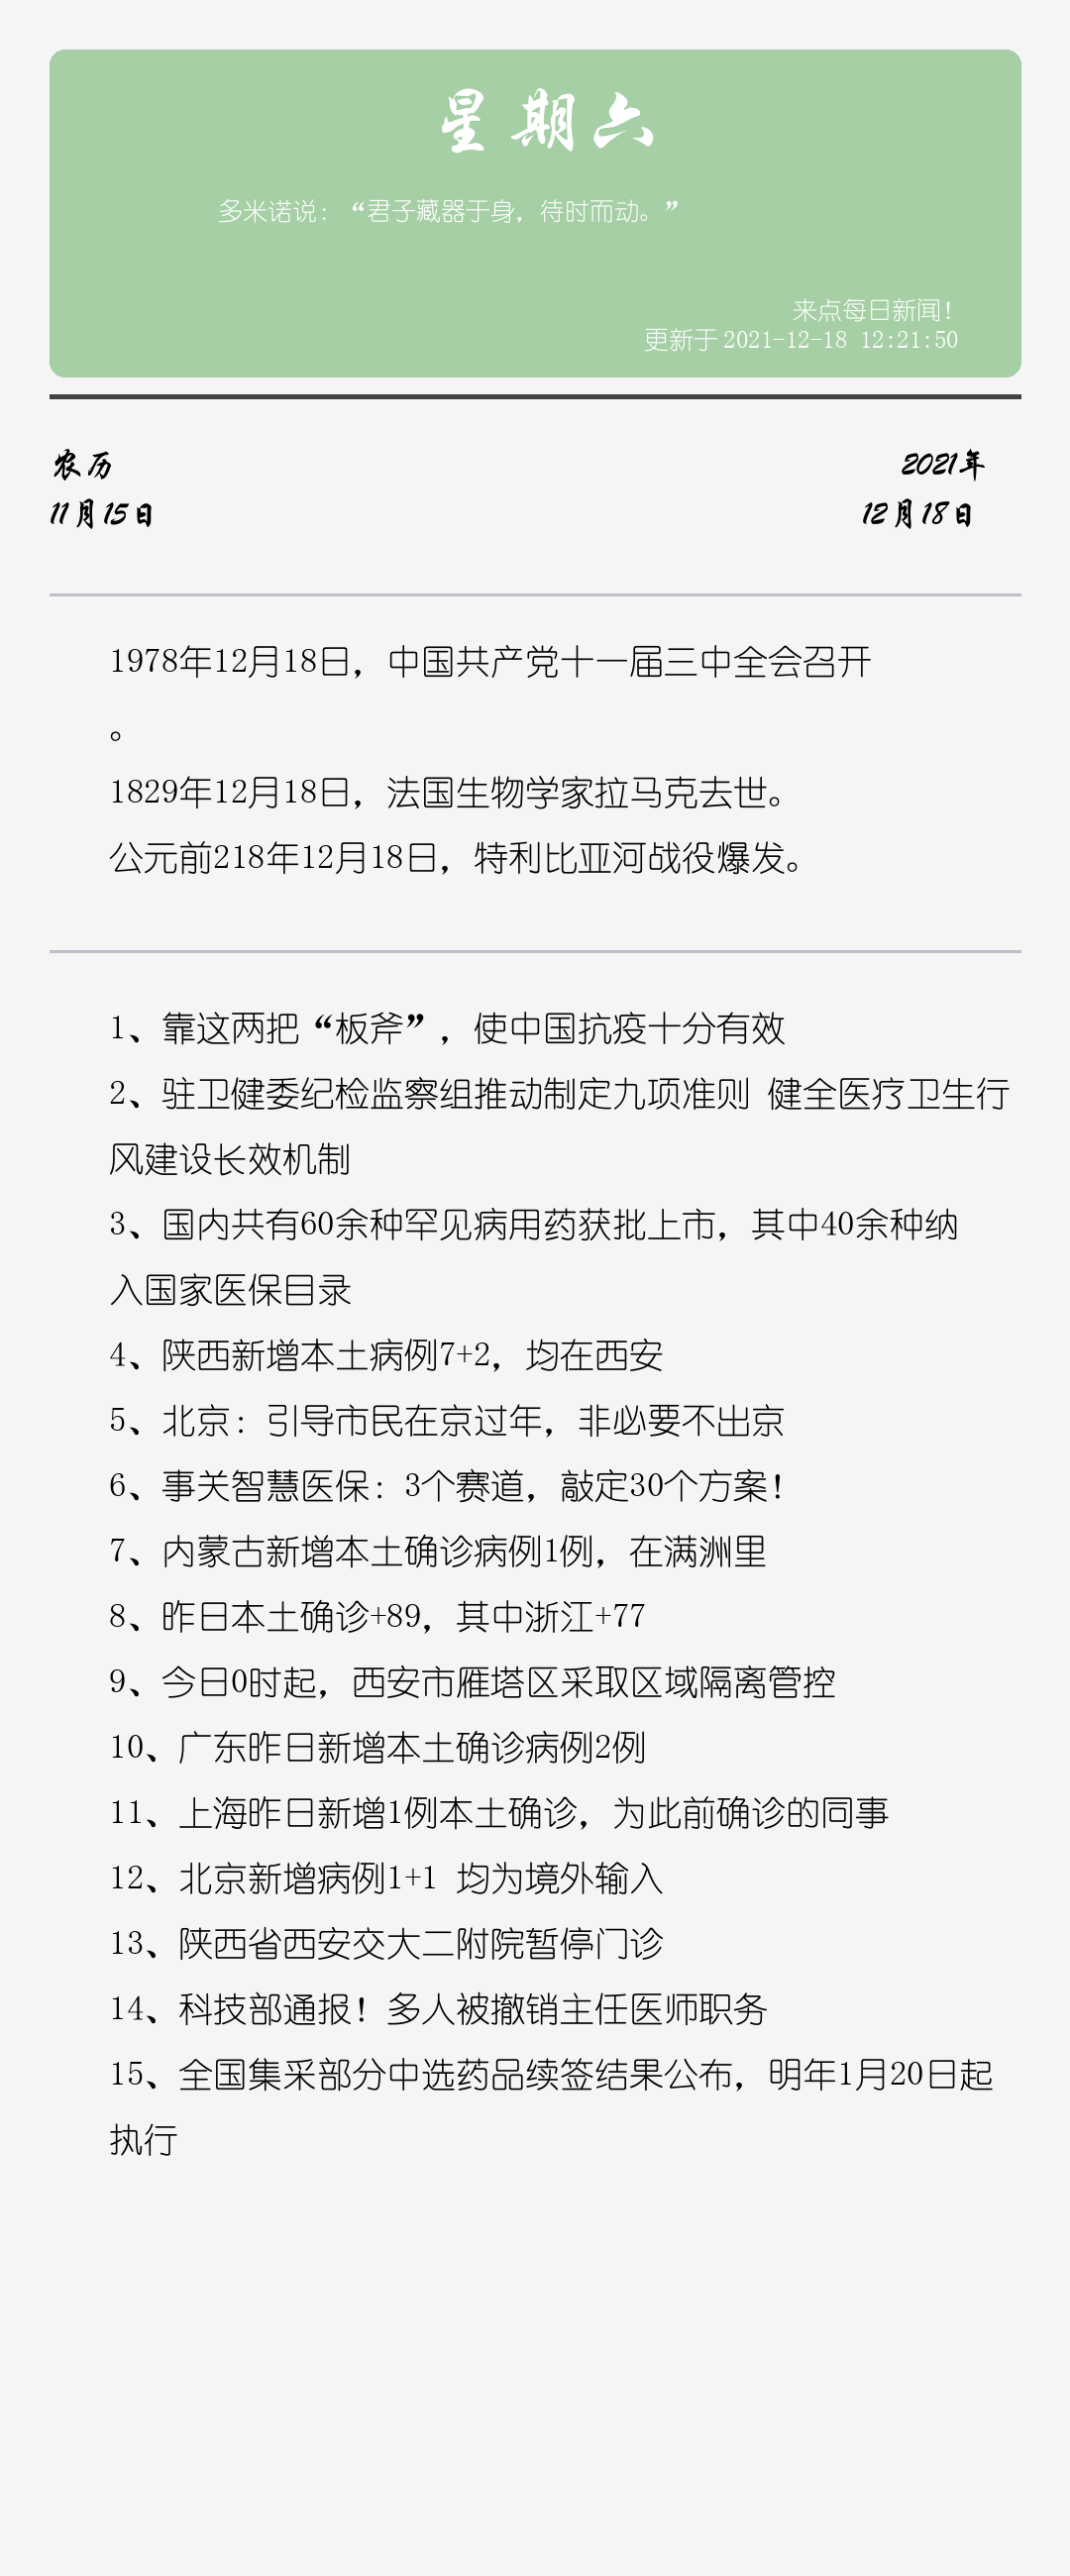 星期六
多米诺说：“君子藏器于身，待时而动。”
来点每日新闻！
更新于 2021-12-18 12:21:50
农历
11月15日
2021年
12月18日
1978年12月18日，中国共产党十一届三中全会召开
。
1829年12月18日，法国生物学家拉马克去世。
公元前218年12月18日，特利比亚河战役爆发。
1、靠这两把“板斧”，使中国抗疫十分有效
2、驻卫健委纪检监察组推动制定九项准则 健全医疗卫生行
风建设长效机制
3、国内共有60余种罕见病用药获批上市，其中40余种纳
入国家医保目录
4、陕西新增本土病例7+2，均在西安
5、北京：引导市民在京过年，非必要不出京
6、事关智慧医保：3个赛道，敲定30个方案！
7、内蒙古新增本土确诊病例1例，在满洲里
8、昨日本土确诊+89，其中浙江+77
9、今日0时起，西安市雁塔区采取区域隔离管控
10、广东昨日新增本土确诊病例2例
11、上海昨日新增1例本土确诊，为此前确诊的同事
12、北京新增病例1+1 均为境外输入
13、陕西省西安交大二附院暂停门诊
14、科技部通报！多人被撤销主任医师职务
15、全国集采部分中选药品续签结果公布，明年1月20日起
执行